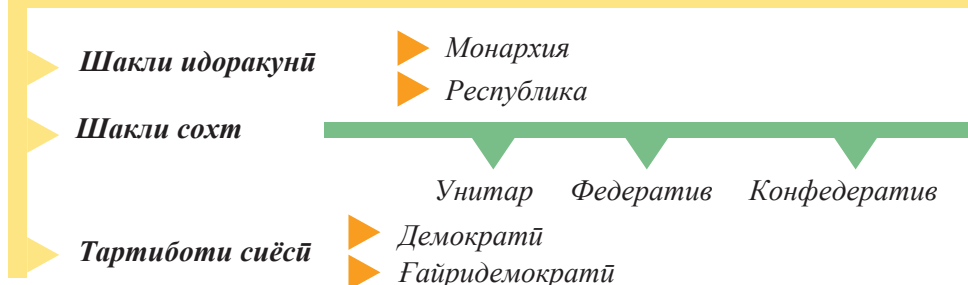 Шакли идоракунӣ
Монархия
Республика
Шакли сохт
Унитар Федератив Конфедератив
Тартиботи сиёсӣ
Демократӣ
Ғайридемократӣ